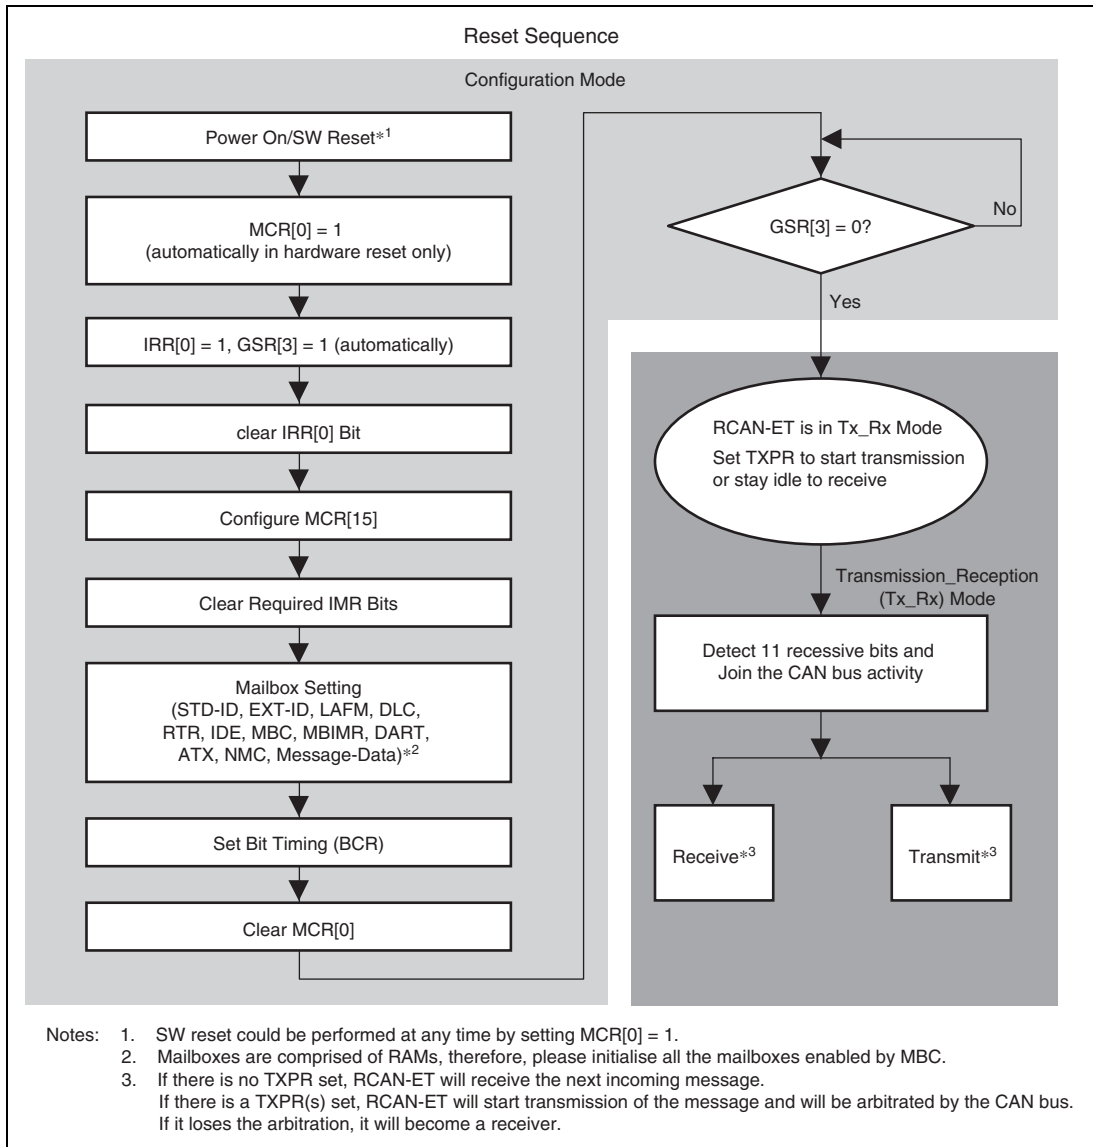 Reset Sequence
Configuration Mode
Power On/SW Reset*1
MCR[0] = 1
(automatically in hardware reset only)
IRR[0] = 1, GSR[3] = 1 (automatically)
clear IRR[0] Bit
Configure MCR[15]
Clear Required IMR Bits
Mailbox Setting
(STD-ID, EXT-ID, LAFM, DLC,
RTR, IDE, MBC, MBIMR, DART,
ATX, NMC, Message-Data)*2
Set Bit Timing (BCR)
Clear MCR[0]
GSR[3] = 0?
No
Yes
RCAN-ET is in Tx_Rx Mode
Set TXPR to start transmission
or stay idle to receive
Transmission_Reception
(Tx_Rx) Mode
Detect 11 recessive bits and
Join the CAN bus activity
Receive*3
Transmit*3
Notes: 1. SW reset could be performed at any time by setting MCR[0] = 1.
2. Mailboxes are comprised of RAMs, therefore, please initialise all the mailboxes enabled by MBC.
3. If there is no TXPR set, RCAN-ET will receive the next incoming message.
If there is a TXPR(s) set, RCAN-ET will start transmission of the message and will be arbitrated by the CAN bus.
If it loses the arbitration, it will become a receiver.